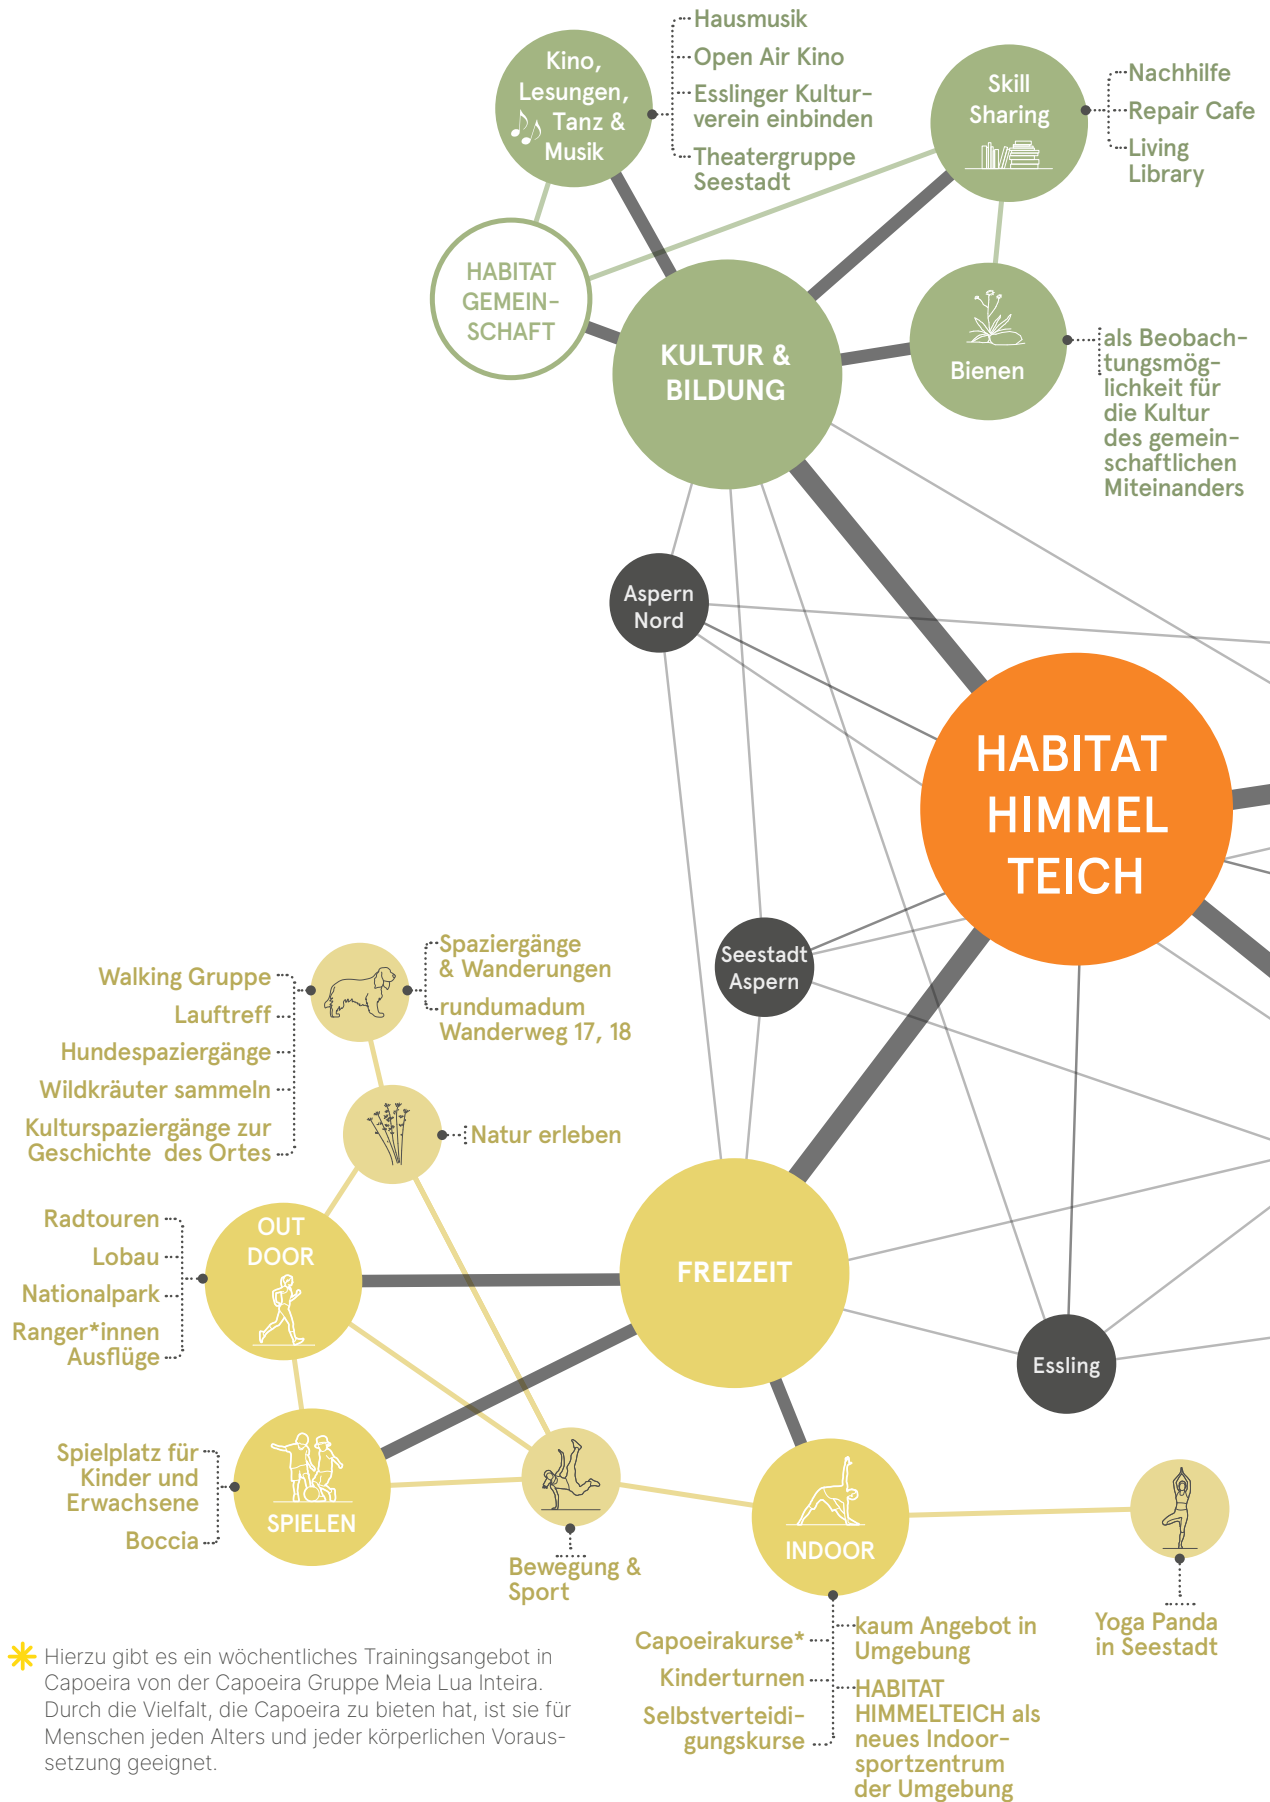 Kino,
Lesungen,
Tanz &
Musik
Hausmusik
Open Air Kino
Esslinger Kultur-
verein einbinden
Theatergruppe
Seestadt
Skill
Sharing
Nachhilfe
Repair Cafe
Living
Library
HABITAT
GEMEIN-
SCHAFT
KULTUR &
BILDUNG
Bienen
als Beobach-
tungsmög-
lichkeit für
die Kultur
des gemein-
schaftlichen
Miteinanders
Aspern
Nord
HABITAT
HIMMEL
TEICH
Seestadt
Aspern
Walking Gruppe
Lauftreff
Hundespaziergänge
Wildkräuter sammeln
Kulturspaziergänge zur
Geschichte des Ortes
Spaziergänge
& Wanderungen
rundumadum
Wanderweg 17, 18
Natur erleben
Radtouren
Lobau
Nationalpark
Ranger*innen
Ausflüge
OUT
DOOR
FREIZEIT
Essling
Spielplatz für
Kinder und
Erwachsene
Boccia
SPIELEN
Bewegung &
Sport
INDOOR
Yoga Panda
in Seestadt
Capoeirakurse*
Kinderturnen
Selbstverteidi-
gungskurse
kaum Angebot in
Umgebung
HABITAT
HIMMELTEICH als
neues Indoor-
sportzentrum
der Umgebung
Hierzu gibt es ein wöchentliches Trainingsangebot in
Capoeira von der Capoeira Gruppe Meia Lua Inteira.
Durch die Vielfalt, die Capoeira zu bieten hat, ist sie für
Menschen jeden Alters und jeder körperlichen Voraus-
setzung geeignet.